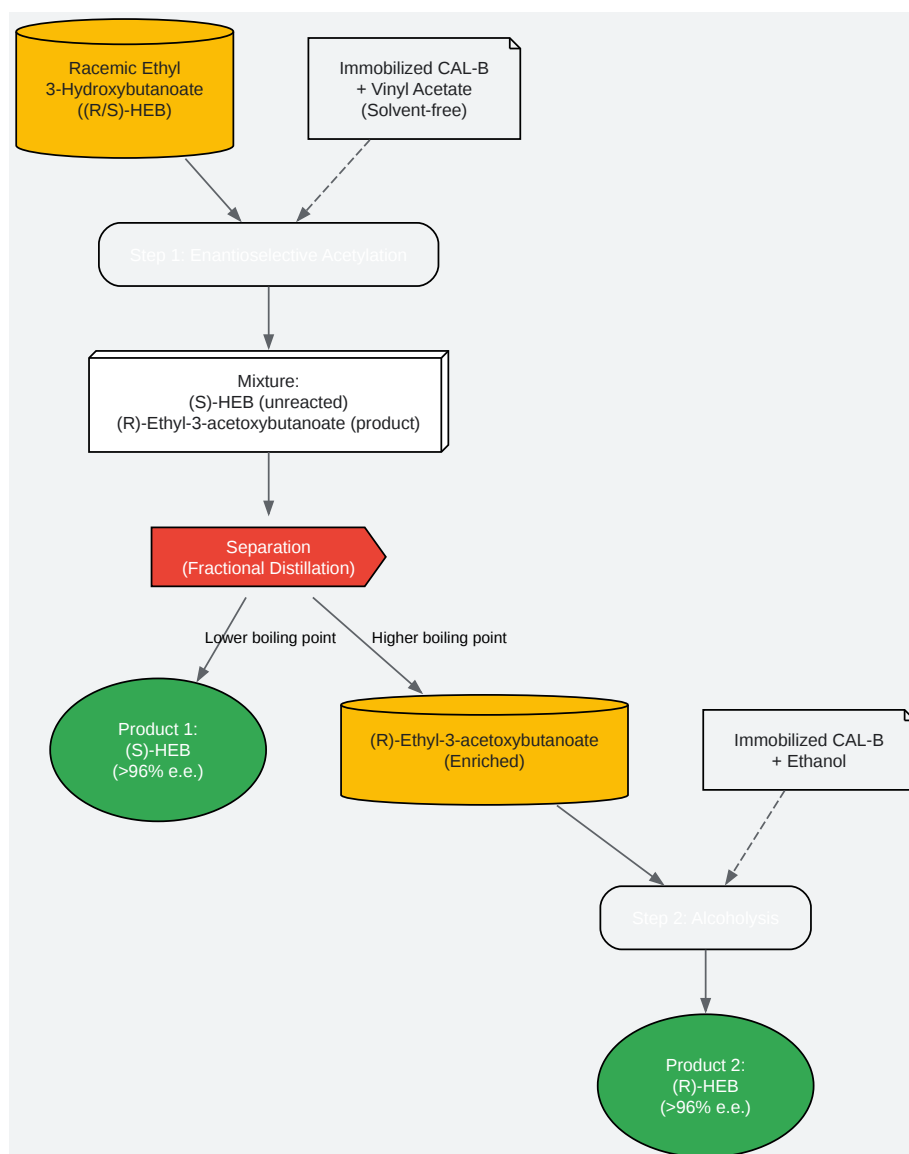 Racemic Ethyl
3-Hydroxybutanoate
((R/S)-HEB)
Immobilized CAL-B
+ Vinyl Acetate
(Solvent-free)
Step 1: Enantioselective Acetylation
Mixture:
(S)-HEB (unreacted)
(R)-Ethyl-3-acetoxybutanoate (product)
Separation
(Fractional Distillation)
Lower boiling point
Higher boiling point
Product 1:
(S)-HEB
(>96% e.e.)
(R)-Ethyl-3-acetoxybutanoate
(Enriched)
Immobilized CAL-B
+ Ethanol
Step 2: Alcoholysis
Product 2:
(R)-HEB
(>96% e.e.)